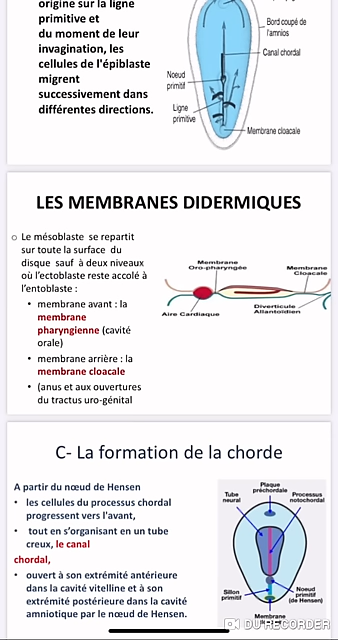 origine sur la ligne
primitive et
du moment de leur
invagination, les
cellules de l'épiblaste
migrent
successivement dans
différentes directions.
Bord coupé de
l'amnios
Canal chordal
Noeud
primitif
Ligne
primitive
Membrane cloacale
LES MEMBRANES DIDERMIQUES
o Le mésoblaste se repartit
sur toute la surface du
disque sauf à deux niveaux
où l'ectoblaste reste accolé à
l'entoblaste :
• membrane avant : la
membrane
pharyngienne (cavité
orale)
• membrane arrière : la
membrane cloacale
• (anus et aux ouvertures
du tractus uro-génital
Membrane
Oro-pharyngée
Membrane
Cloacale
Aire Cardiaque
Diverticule
Allantoïdien
C- La formation de la chorde
A partir du nœud de Hensen
• les cellules du processus chordal
progressent vers l'avant,
• tout en s'organisant en un tube
creux, le canal
chordal,
• ouvert à son extrémité antérieure
dans la cavité vitelline et à son
extrémité postérieure dans la cavité
amniotique par le nœud de Hensen.
Tube
neural
Plaque
préchordale
Processus
notochordal
Sillon
primitif
Noeud
primitif
(de Hensen)
Membrane
DU RECORDER